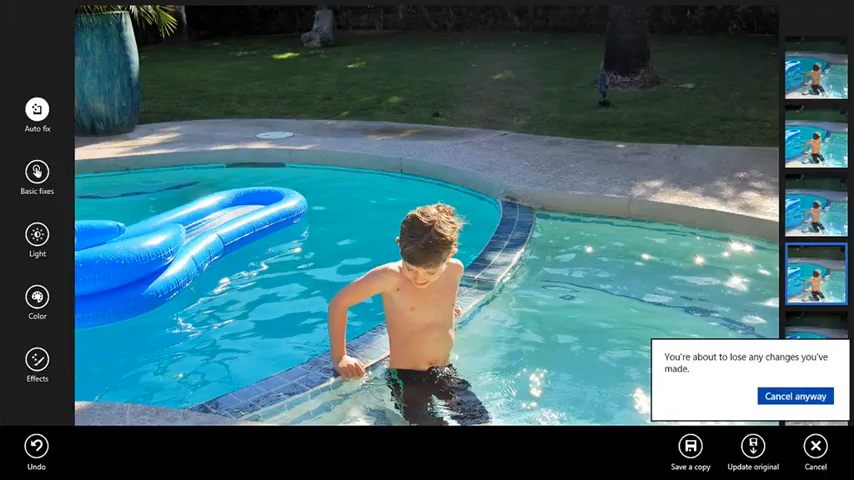 Auto fix
Basic fixes
Light
Color
Effects
You're about to lose any changes you've
made.
Cancel anyway
Undo
Save a copy
Update original
Cancel